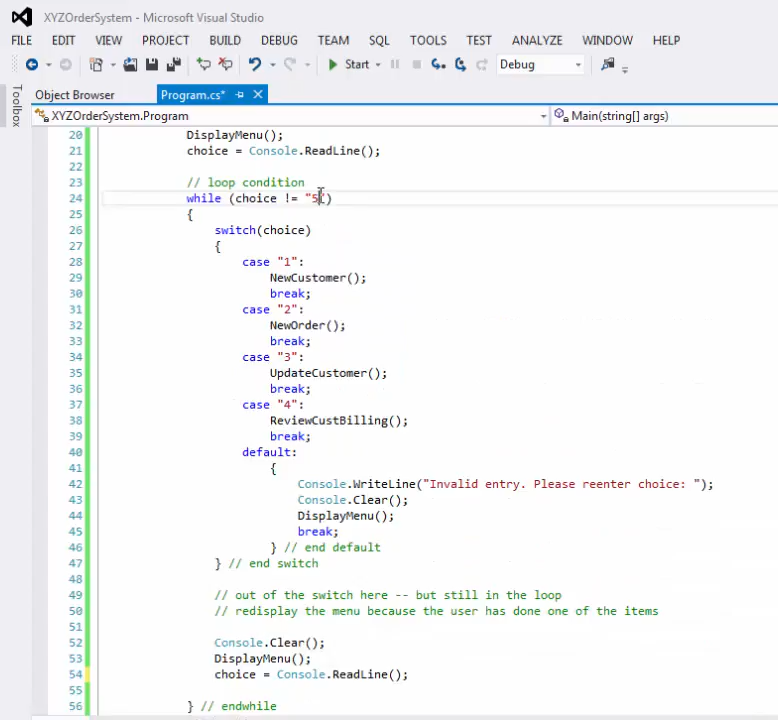 XYZOrderSystem - Microsoft Visual Studio
FILE EDIT VIEW PROJECT BUILD DEBUG TEAM SQL TOOLS TEST ANALYZE WINDOW HELP
Start Debug
Toolbox
Object Browser Program.cs*
XYZOrderSystem.Program Main(string[] args)
20 DisplayMenu();
21 choice = Console.ReadLine();
22
23 // loop condition
24 while (choice != "5")
25 {
26 switch(choice)
27 {
28 case "1":
29 NewCustomer();
30 break;
31 case "2":
32 NewOrder();
33 break;
34 case "3":
35 UpdateCustomer();
36 break;
37 case "4":
38 ReviewCustBilling();
39 break;
40 default:
41 {
42 Console.WriteLine("Invalid entry. Please reenter choice: ");
43 Console.Clear();
44 DisplayMenu();
45 break;
46 } // end default
47 } // end switch
48
49 // out of the switch here -- but still in the loop
50 // redisplay the menu because the user has done one of the items
51
52 Console.Clear();
53 DisplayMenu();
54 choice = Console.ReadLine();
55
56 } // endwhile